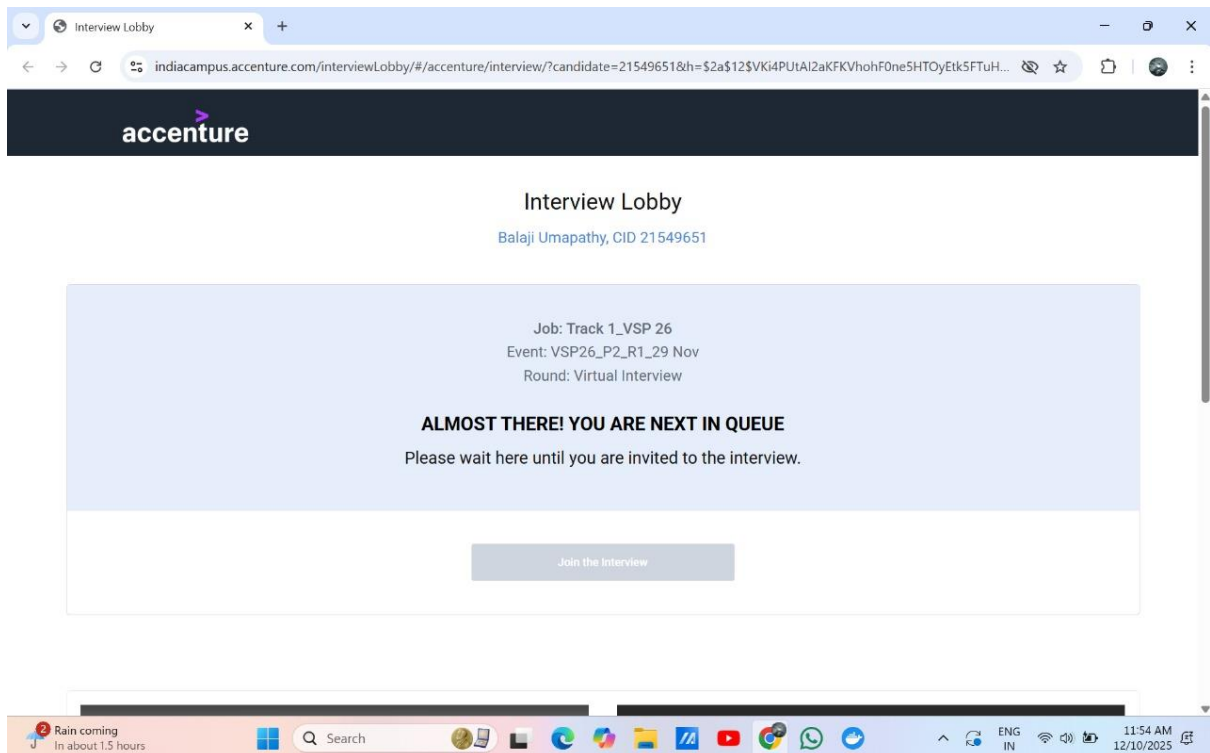 Interview Lobby
indiacampus.accenture.com/interviewLobby/#/accenture/interview/?candidate=21549651&h=$2a$12$VKi4PUtAI2aKFKVhohF0ne5HTOyEtk5FTuH...
accenture
Interview Lobby
Balaji Umapathy, CID 21549651
Job: Track 1_VSP 26
Event: VSP26_P2_R1_29 Nov
Round: Virtual Interview
ALMOST THERE! YOU ARE NEXT IN QUEUE
Please wait here until you are invited to the interview.
Join the Interview
2
Rain coming
In about 1.5 hours
Search
ENG
IN
11:54 AM
12/10/2025